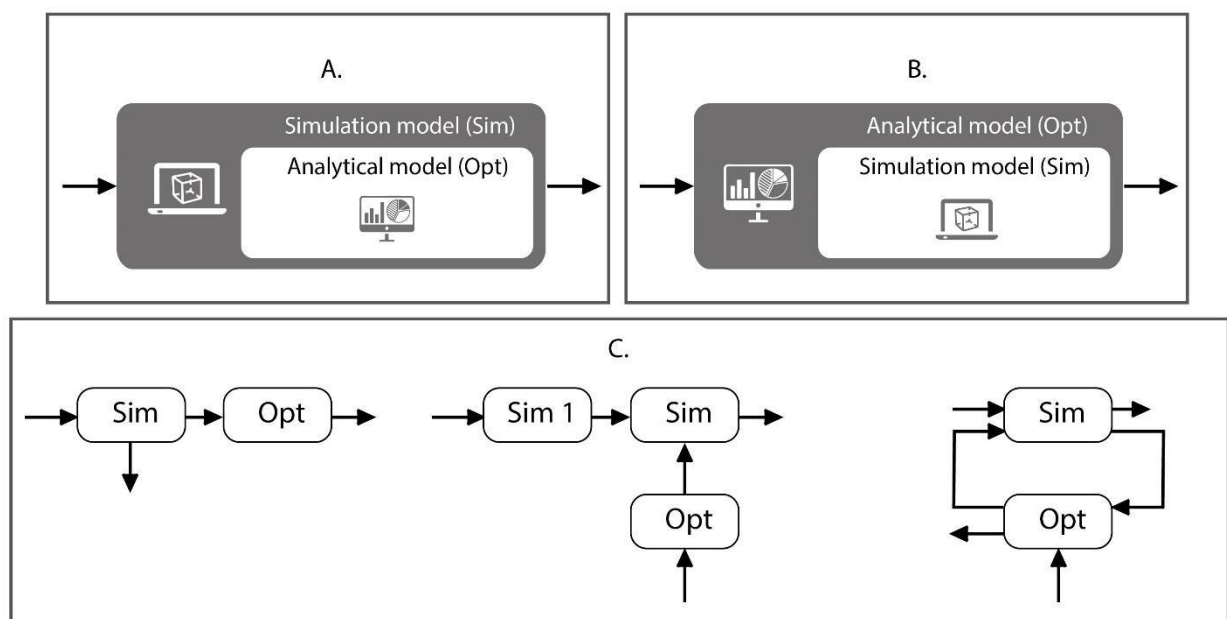 A.
Simulation model (Sim)
Analytical model (Opt)
B.
Analytical model (Opt)
Simulation model (Sim)
C.
Sim
Opt
Sim 1
Sim
Opt
Sim
Opt